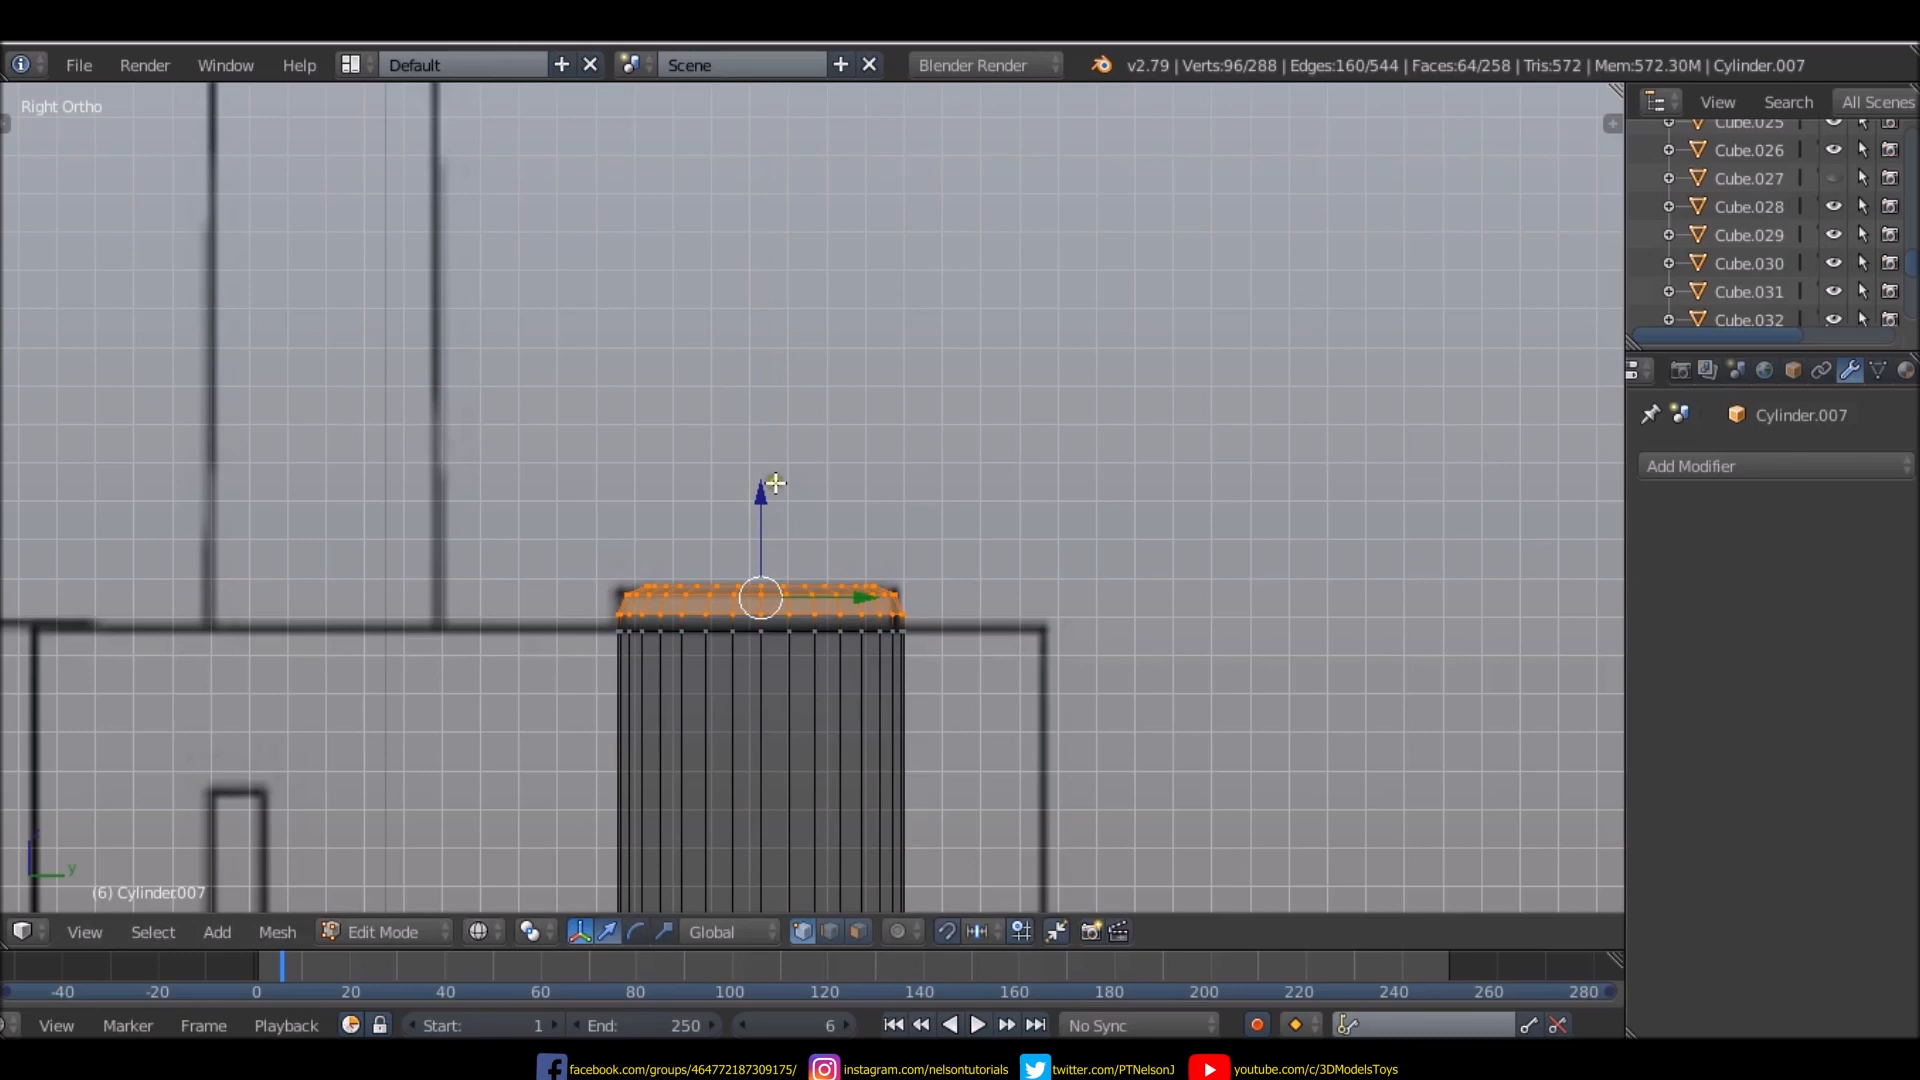 File Render Window Help Default Scene Blender Render v2.79 | Verts:96/288 | Edges:160/544 | Faces:64/258 | Tris:572 | Mem:572.30M | Cylinder.007
Right Ortho
View Search All Scenes
Cube.025
Cube.026
Cube.027
Cube.028
Cube.029
Cube.030
Cube.031
Cube.032
Cylinder.007
Add Modifier
y
(6) Cylinder.007
View Select Add Mesh Edit Mode Global
-40 -20 0 20 40 60 80 100 120 140 160 180 200 220 240 260 280
View Marker Frame Playback Start: 1 End: 250 6 No Sync
facebook.com/groups/464772187309175/ instagram.com/nelsontutorials twitter.com/PTNelsonJ youtube.com/c/3DModelsToys